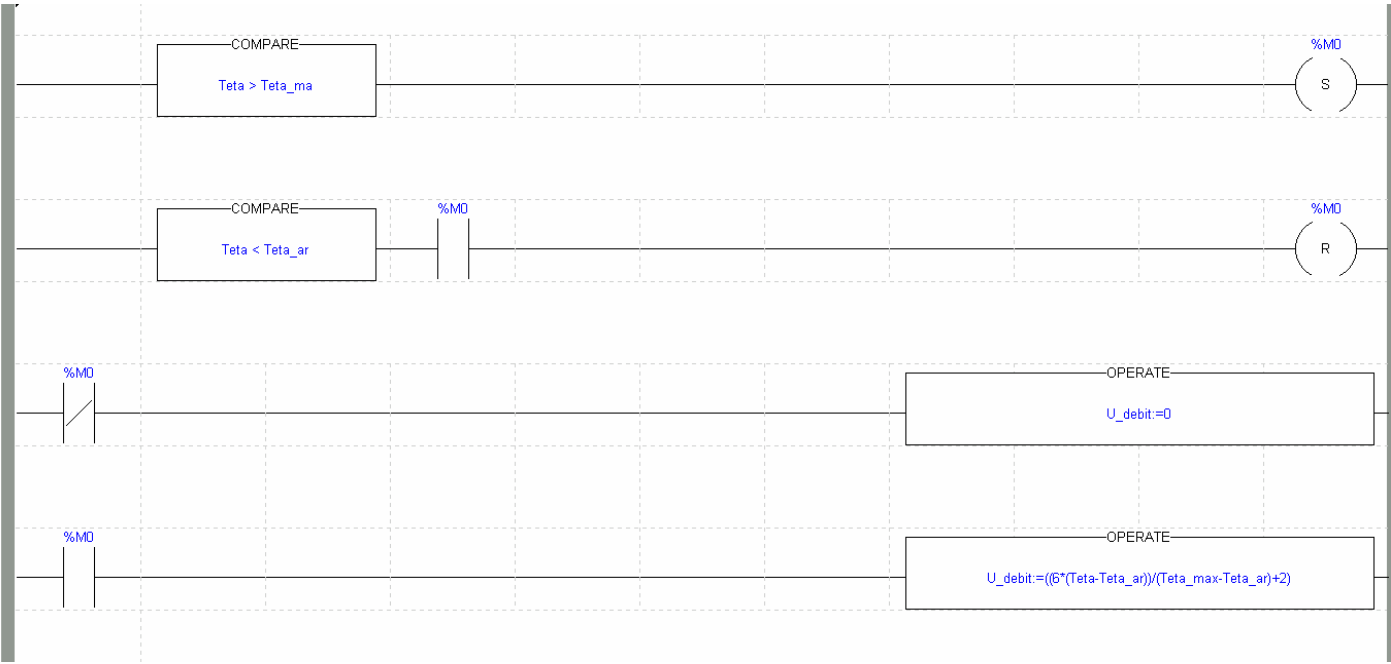 COMPARE
%M0
Teta > Teta_ma
S
COMPARE
%M0
%M0
Teta < Teta_ar
R
%M0
OPERATE
U_debit:=0
%M0
OPERATE
U_debit:=((6*(Teta-Teta_ar))/(Teta_max-Teta_ar)+2)